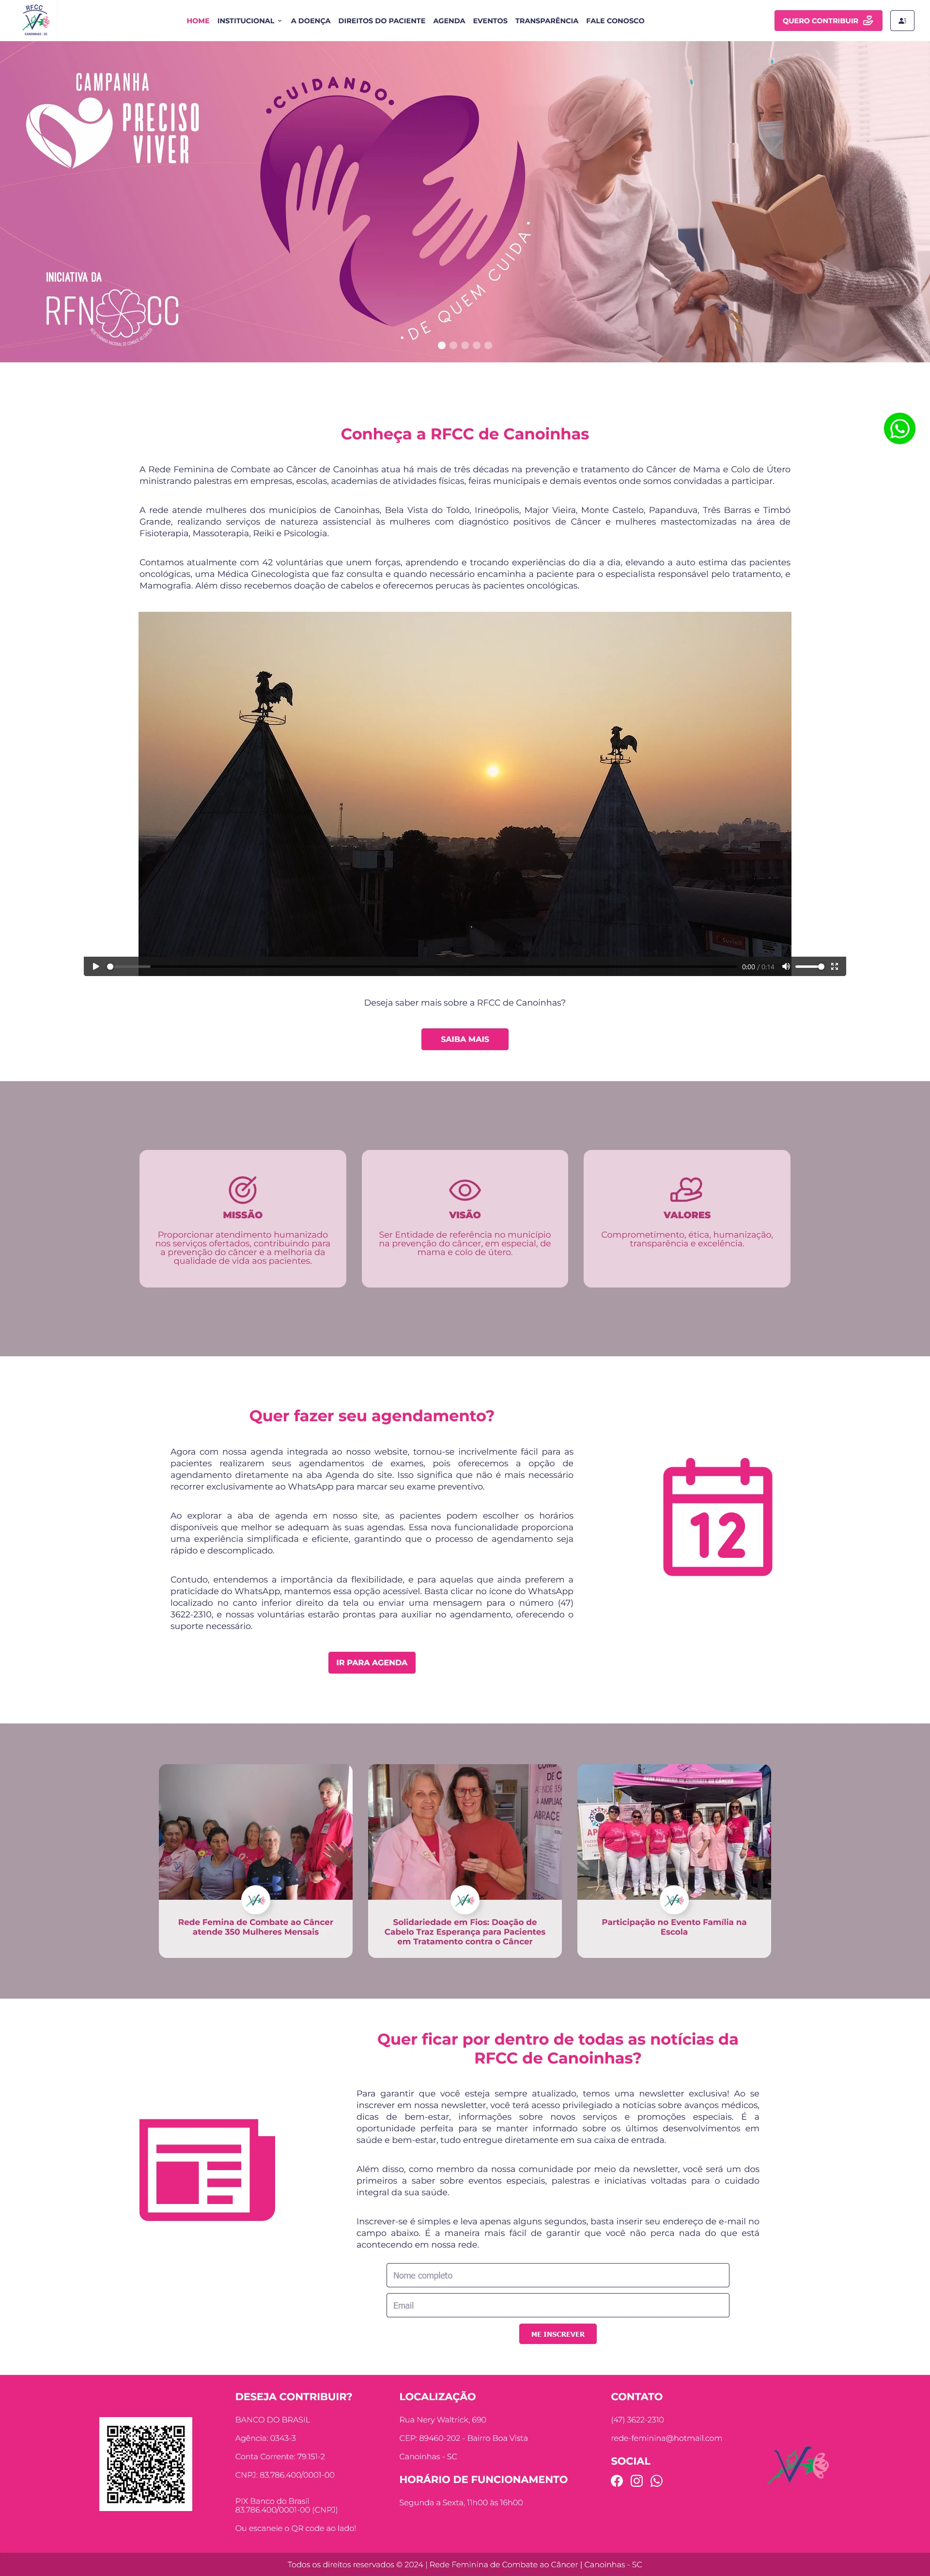 RFCC
CANOINHAS - SC
HOME INSTITUCIONAL A DOENÇA DIREITOS DO PACIENTE AGENDA EVENTOS TRANSPARÊNCIA FALE CONOSCO
QUERO CONTRIBUIR
CAMPANHA
PRECISO
VIVER
•CUIDANDO•
• DE QUEM CUIDA •
INICIATIVA DA
RFN CC
Conheça a RFCC de Canoinhas
A Rede Feminina de Combate ao Câncer de Canoinhas atua há mais de três décadas na prevenção e tratamento do Câncer de Mama e Colo de Útero
ministrando palestras em empresas, escolas, academias de atividades físicas, feiras municipais e demais eventos onde somos convidadas a participar.
A rede atende mulheres dos municípios de Canoinhas, Bela Vista do Toldo, Irineópolis, Major Vieira, Monte Castelo, Papanduva, Três Barras e Timbó
Grande, realizando serviços de natureza assistencial às mulheres com diagnóstico positivos de Câncer e mulheres mastectomizadas na área de
Fisioterapia, Massoterapia, Reiki e Psicologia.
Contamos atualmente com 42 voluntárias que unem forças, aprendendo e trocando experiências do dia a dia, elevando a auto estima das pacientes
oncológicas, uma Médica Ginecologista que faz consulta e quando necessário encaminha a paciente para o especialista responsável pelo tratamento, e
Mamografia. Além disso recebemos doação de cabelos e oferecemos perucas às pacientes oncológicas.
0:00 / 0:14
Deseja saber mais sobre a RFCC de Canoinhas?
SAIBA MAIS
MISSÃO
Proporcionar atendimento humanizado
nos serviços ofertados, contribuindo para
a prevenção do câncer e a melhoria da
qualidade de vida aos pacientes.
VISÃO
Ser Entidade de referência no município
na prevenção do câncer, em especial, de
mama e colo de útero.
VALORES
Comprometimento, ética, humanização,
transparência e excelência.
Quer fazer seu agendamento?
Agora com nossa agenda integrada ao nosso website, tornou-se incrivelmente fácil para as
pacientes realizarem seus agendamentos de exames, pois oferecemos a opção de
agendamento diretamente na aba Agenda do site. Isso significa que não é mais necessário
recorrer exclusivamente ao WhatsApp para marcar seu exame preventivo.
Ao explorar a aba de agenda em nosso site, as pacientes podem escolher os horários
disponíveis que melhor se adequam às suas agendas. Essa nova funcionalidade proporciona
uma experiência simplificada e eficiente, garantindo que o processo de agendamento seja
rápido e descomplicado.
Contudo, entendemos a importância da flexibilidade, e para aquelas que ainda preferem a
praticidade do WhatsApp, mantemos essa opção acessível. Basta clicar no ícone do WhatsApp
localizado no canto inferior direito da tela ou enviar uma mensagem para o número (47)
3622-2310, e nossas voluntárias estarão prontas para auxiliar no agendamento, oferecendo o
suporte necessário.
IR PARA AGENDA
12
Rede Femina de Combate ao Câncer
atende 350 Mulheres Mensais
Solidariedade em Fios: Doação de
Cabelo Traz Esperança para Pacientes
em Tratamento contra o Câncer
Participação no Evento Família na
Escola
Quer ficar por dentro de todas as notícias da
RFCC de Canoinhas?
Para garantir que você esteja sempre atualizado, temos uma newsletter exclusiva! Ao se
inscrever em nossa newsletter, você terá acesso privilegiado a notícias sobre avanços médicos,
dicas de bem-estar, informações sobre novos serviços e promoções especiais. É a
oportunidade perfeita para se manter informado sobre os últimos desenvolvimentos em
saúde e bem-estar, tudo entregue diretamente em sua caixa de entrada.
Além disso, como membro da nossa comunidade por meio da newsletter, você será um dos
primeiros a saber sobre eventos especiais, palestras e iniciativas voltadas para o cuidado
integral da sua saúde.
Inscrever-se é simples e leva apenas alguns segundos, basta inserir seu endereço de e-mail no
campo abaixo. É a maneira mais fácil de garantir que você não perca nada do que está
acontecendo em nossa rede.
Nome completo
Email
ME INSCREVER
DESEJA CONTRIBUIR?
BANCO DO BRASIL
Agência: 0343-3
Conta Corrente: 79.151-2
CNPJ: 83.786.400/0001-00
PIX Banco do Brasil
83.786.400/0001-00 (CNPJ)
Ou escaneie o QR code ao lado!
LOCALIZAÇÃO
Rua Nery Waltrick, 690
CEP: 89460-202 - Bairro Boa Vista
Canoinhas - SC
HORÁRIO DE FUNCIONAMENTO
Segunda a Sexta, 11h00 às 16h00
CONTATO
(47) 3622-2310
rede-feminina@hotmail.com
SOCIAL
Todos os direitos reservados © 2024 | Rede Feminina de Combate ao Câncer | Canoinhas - SC